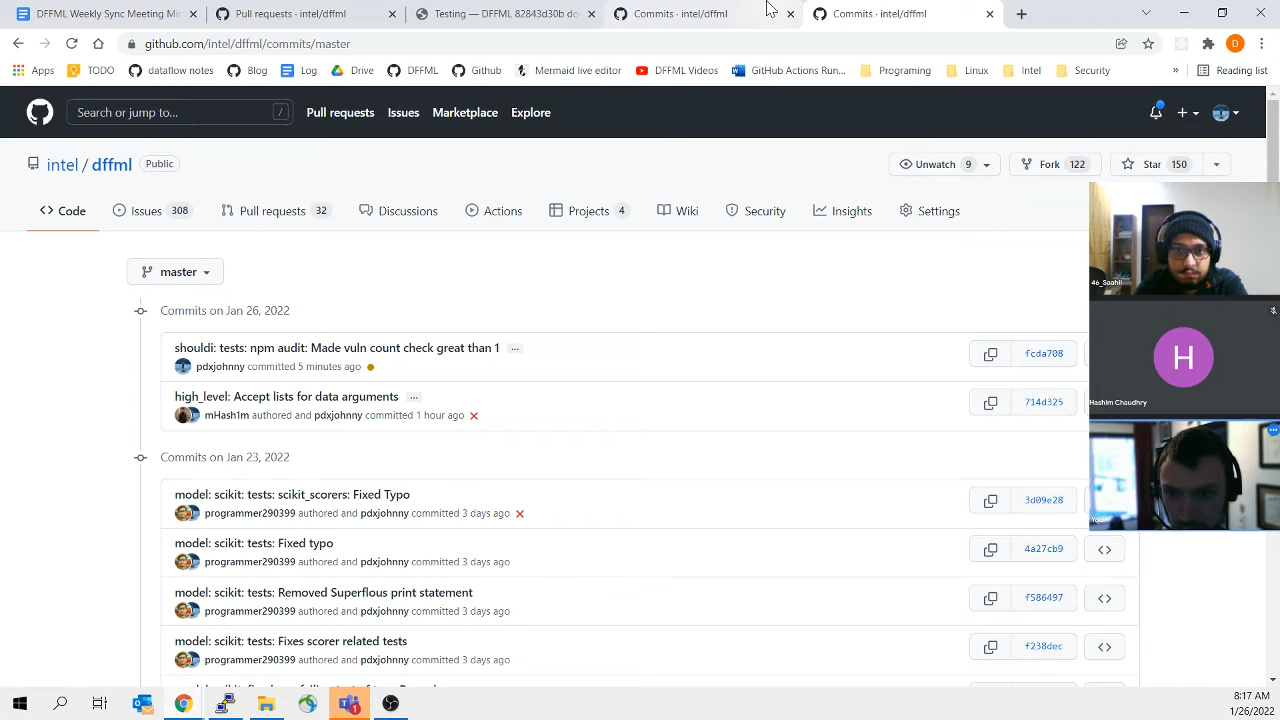 DFFML Weekly Sync Meeting Mi
Pull requests · intel/dffml
Testing — DFFML 82843d30b do
Commits · intel/dffml
Commits · intel/dffml
github.com/intel/dffml/commits/master
Apps
TODO
dataflow notes
Blog
Log
Drive
DFFML
Github
Mermaid live editor
DFFML Videos
GitHub Actions Run...
Programing
Linux
Intel
Security
»
Reading list
Search or jump to...
/
Pull requests
Issues
Marketplace
Explore
intel / dffml
Public
Unwatch 9
Fork 122
Star 150
Code
Issues 308
Pull requests 32
Discussions
Actions
Projects 4
Wiki
Security
Insights
Settings
master
Commits on Jan 26, 2022
shouldi: tests: npm audit: Made vuln count check great than 1 ...
pdxjohnny committed 5 minutes ago
fcda708
high_level: Accept lists for data arguments ...
mHash1m authored and pdxjohnny committed 1 hour ago
714d325
Commits on Jan 23, 2022
model: scikit: tests: scikit_scorers: Fixed Typo
programmer290399 authored and pdxjohnny committed 3 days ago
3d09e28
model: scikit: tests: Fixed typo
programmer290399 authored and pdxjohnny committed 3 days ago
4a27cb9
model: scikit: tests: Removed Superflous print statement
programmer290399 authored and pdxjohnny committed 3 days ago
f586497
model: scikit: tests: Fixes scorer related tests
programmer290399 authored and pdxjohnny committed 3 days ago
f238dec
46_Saahil
H
Hashim Chaudhry
8:17 AM
1/26/2022